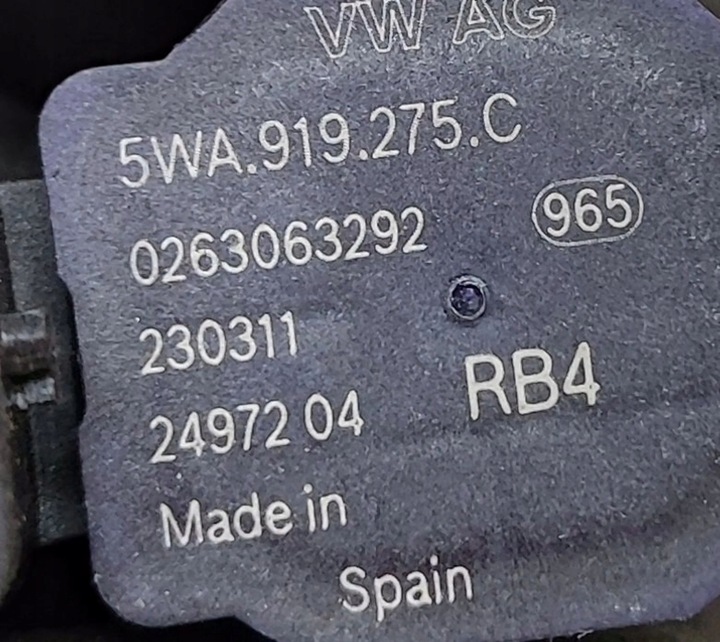 VW AG
5WA.919.275.C
0263063292 965
230311
24972 04 RB4
Made in
Spain